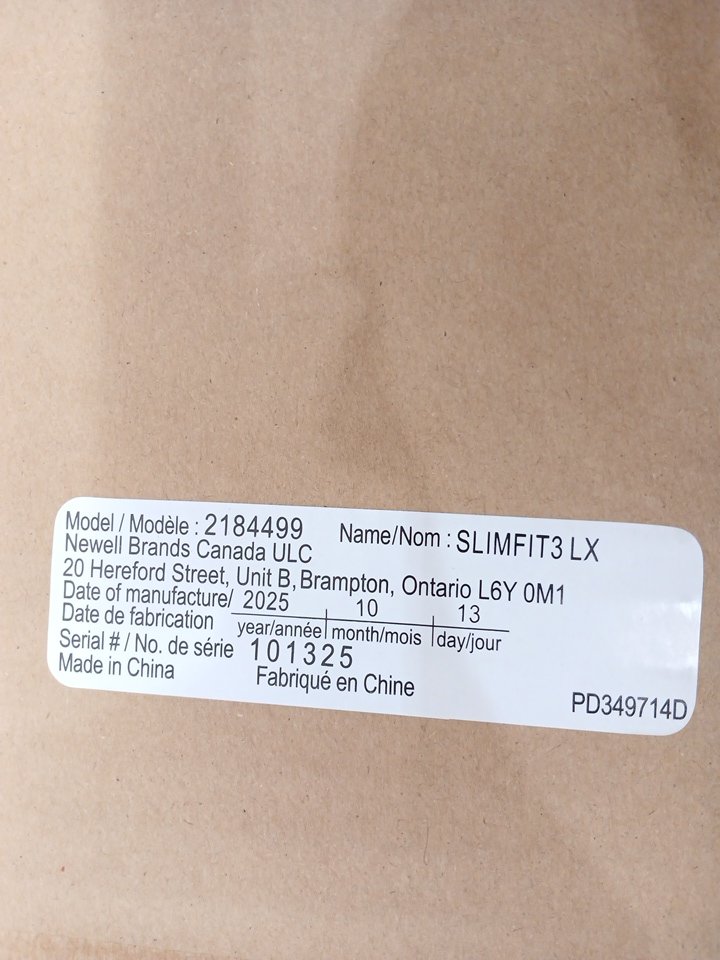 Model / Modèle : 2184499 Name/Nom : SLIMFIT3 LX
Newell Brands Canada ULC
20 Hereford Street, Unit B, Brampton, Ontario L6Y 0M1
Date of manufacture/ 2025 10 13
Date de fabrication year/année month/mois day/jour
Serial # / No. de série 101325
Made in China Fabriqué en Chine PD349714D